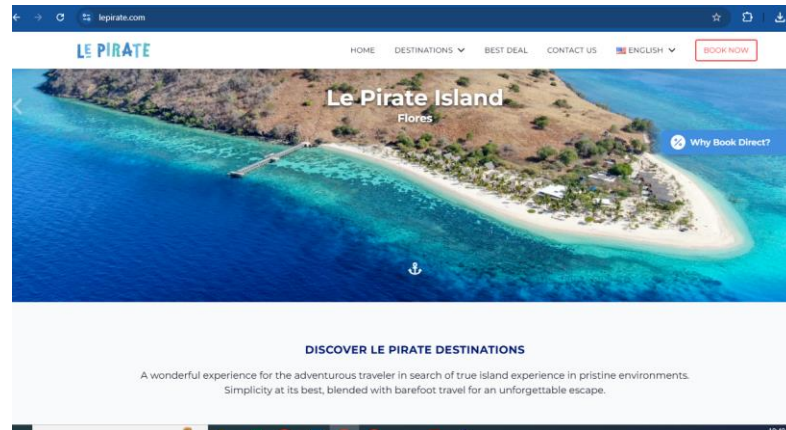 lepirate.com
LE PIRATE
HOME DESTINATIONS BEST DEAL CONTACT US ENGLISH BOOK NOW
Le Pirate Island
Flores
Why Book Direct?
DISCOVER LE PIRATE DESTINATIONS
A wonderful experience for the adventurous traveler in search of true island experience in pristine environments.
Simplicity at its best, blended with barefoot travel for an unforgettable escape.